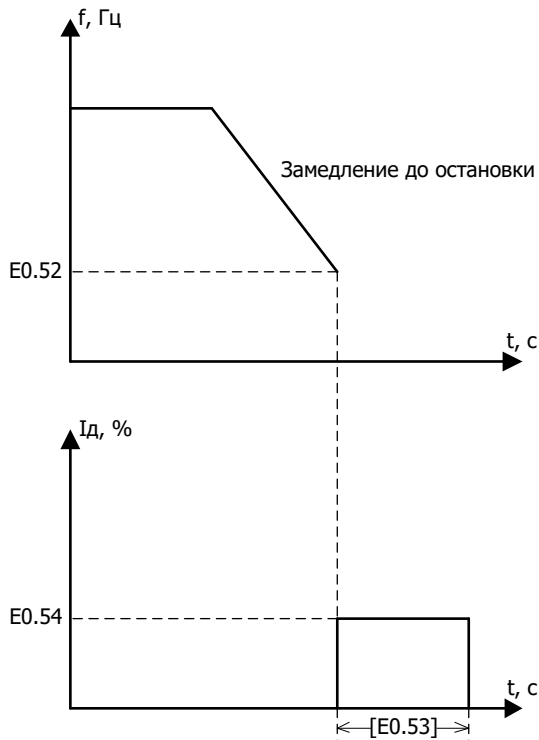 f, Гц
Замедление до остановки
E0.52
t, с
Iд, %
E0.54
t, с
[E0.53]